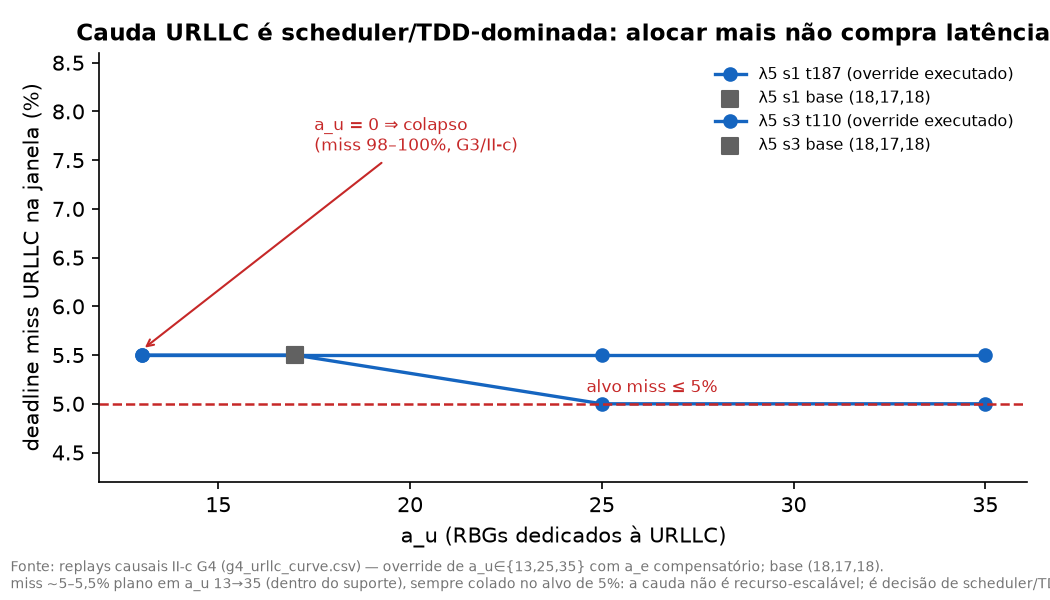 Cauda URLLC é scheduler/TDD-dominada: alocar mais não compra latência
deadline miss URLLC na janela (%)
8.5
8.0
7.5
7.0
6.5
6.0
5.5
5.0
4.5
λ5 s1 t187 (override executado)
λ5 s1 base (18,17,18)
λ5 s3 t110 (override executado)
λ5 s3 base (18,17,18)
a_u = 0 ⇒ colapso
(miss 98–100%, G3/II-c)
alvo miss ≤ 5%
15
20
25
30
35
a_u (RBGs dedicados à URLLC)
Fonte: replays causais II-c G4 (g4_urllc_curve.csv) — override de a_u∈{13,25,35} com a_e compensatório; base (18,17,18).
miss ~5–5,5% plano em a_u 13→35 (dentro do suporte), sempre colado no alvo de 5%: a cauda não é recurso-escalável; é decisão de